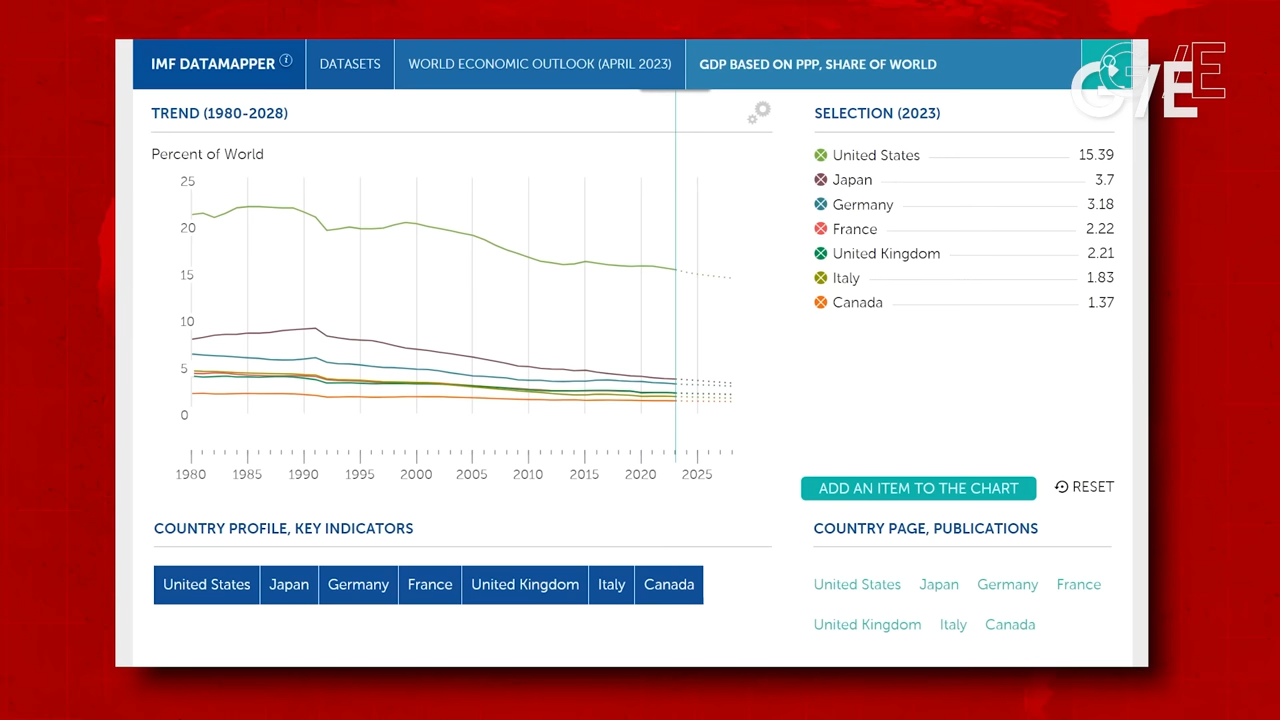 IMF DATAMAPPER i DATASETS WORLD ECONOMIC OUTLOOK (APRIL 2023) GDP BASED ON PPP, SHARE OF WORLD
G/E
TREND (1980-2028)
Percent of World
25
20
15
10
5
0
1980 1985 1990 1995 2000 2005 2010 2015 2020 2025
SELECTION (2023)
United States 15.39
Japan 3.7
Germany 3.18
France 2.22
United Kingdom 2.21
Italy 1.83
Canada 1.37
ADD AN ITEM TO THE CHART RESET
COUNTRY PROFILE, KEY INDICATORS
United States Japan Germany France United Kingdom Italy Canada
COUNTRY PAGE, PUBLICATIONS
United States Japan Germany France
United Kingdom Italy Canada